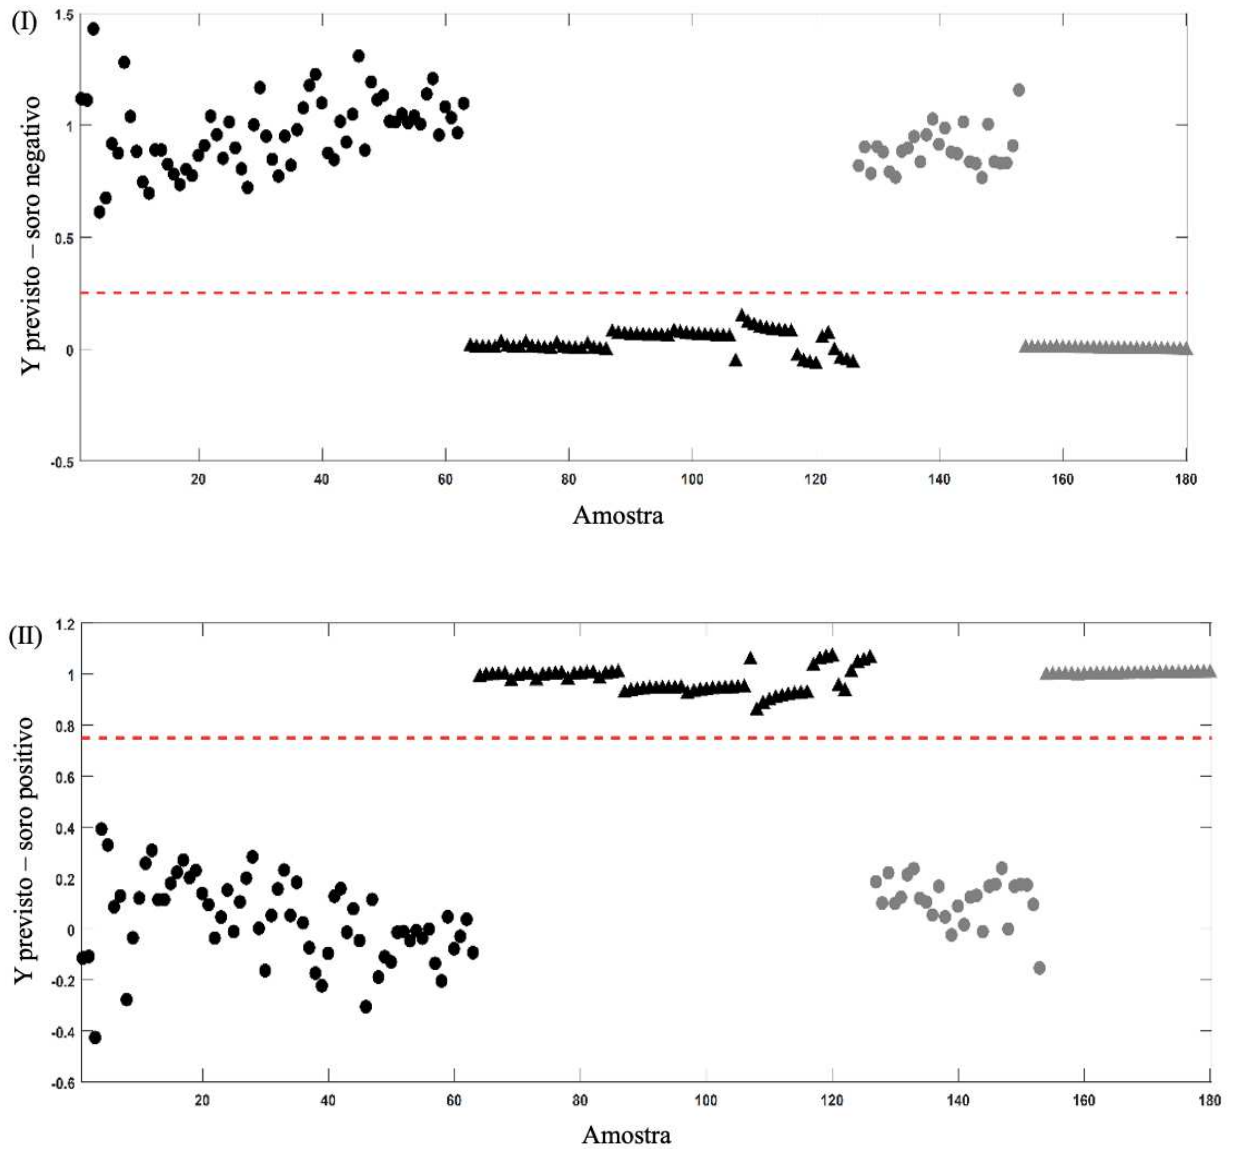 (I)
Y previsto – soro negativo
1.5
1
0.5
0
-0.5
20 40 60 80 100 120 140 160 180
Amostra
(II)
Y previsto – soro positivo
1.2
1
0.8
0.6
0.4
0.2
0
-0.2
-0.4
-0.6
20 40 60 80 100 120 140 160 180
Amostra